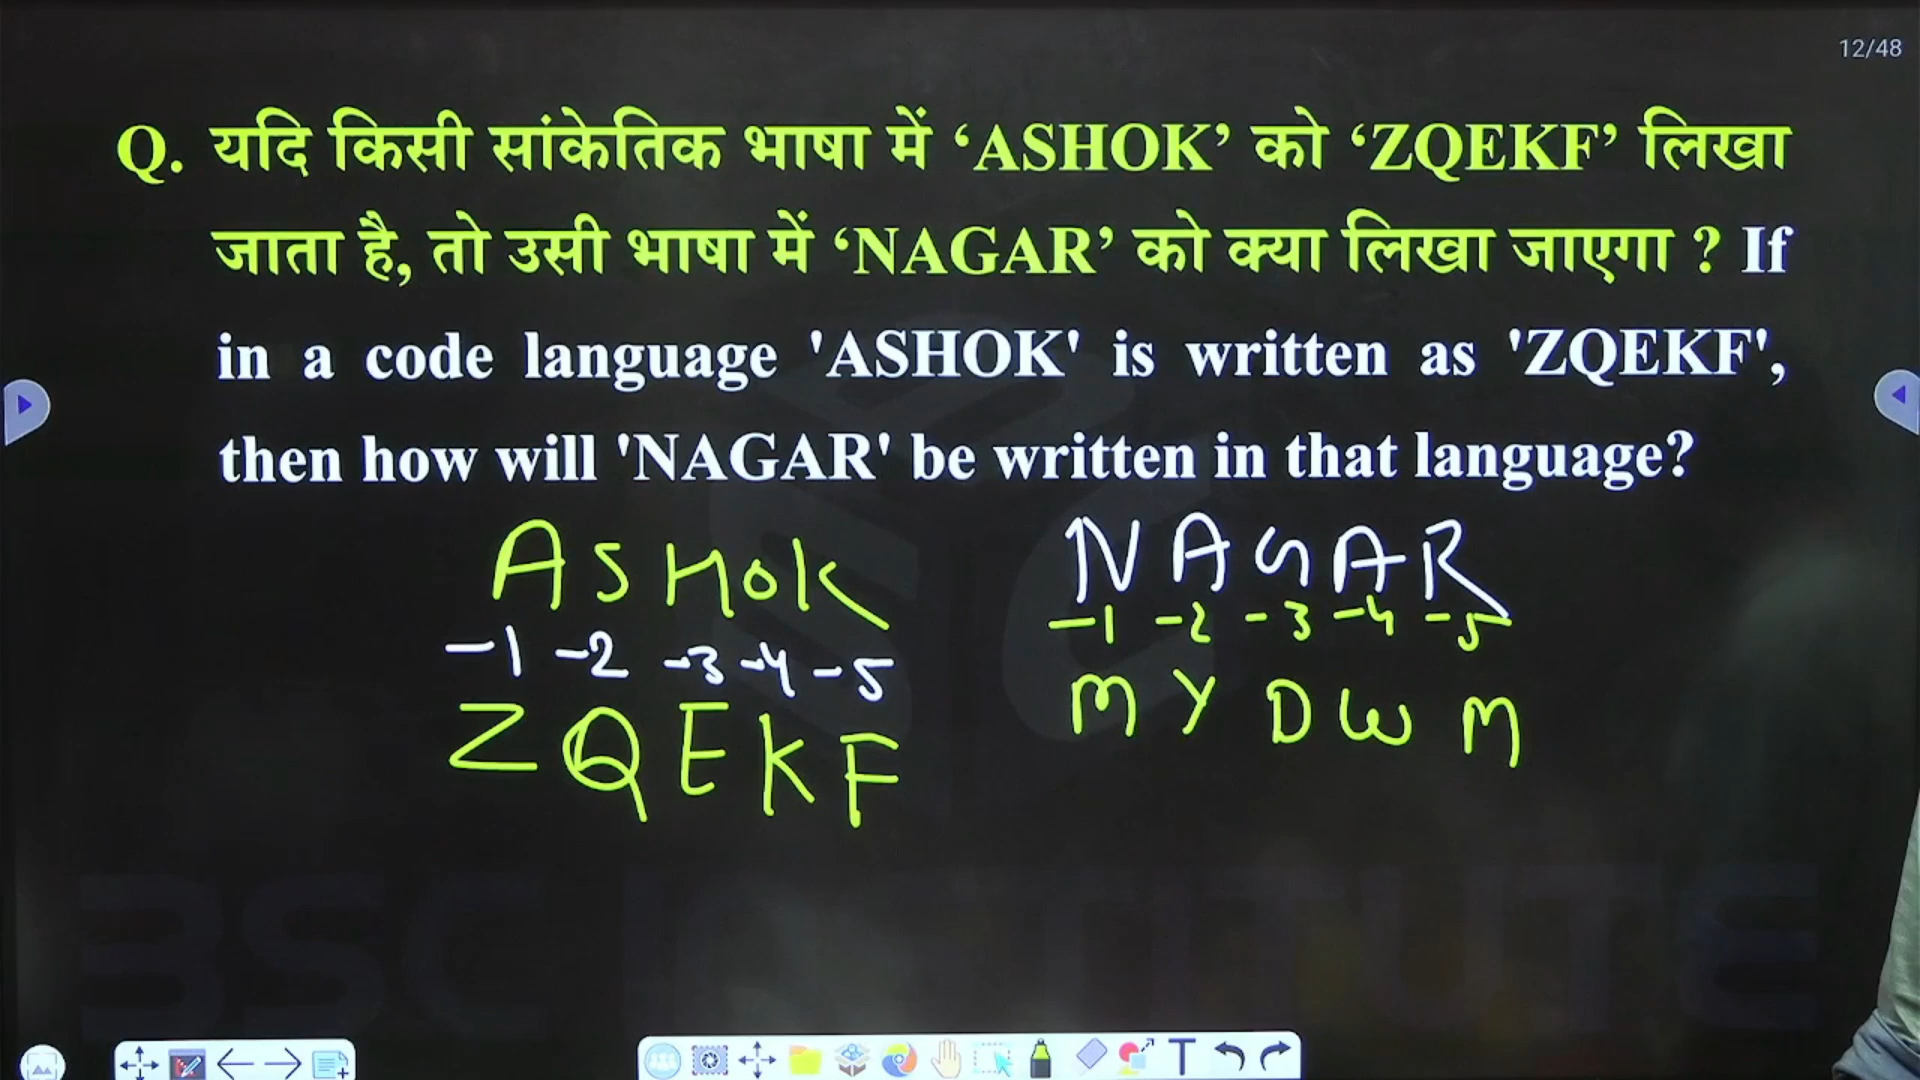 12/48
Q. यदि किसी सांकेतिक भाषा में ‘ASHOK’ को ‘ZQEKF’ लिखा
जाता है, तो उसी भाषा में ‘NAGAR’ को क्या लिखा जाएगा ? If
in a code language 'ASHOK' is written as 'ZQEKF',
then how will 'NAGAR' be written in that language?
ASHOK
-1 -2 -3 -4 -5
ZQEKF
NAGAR
-1 -2 -3 -4 -5
MYDWM